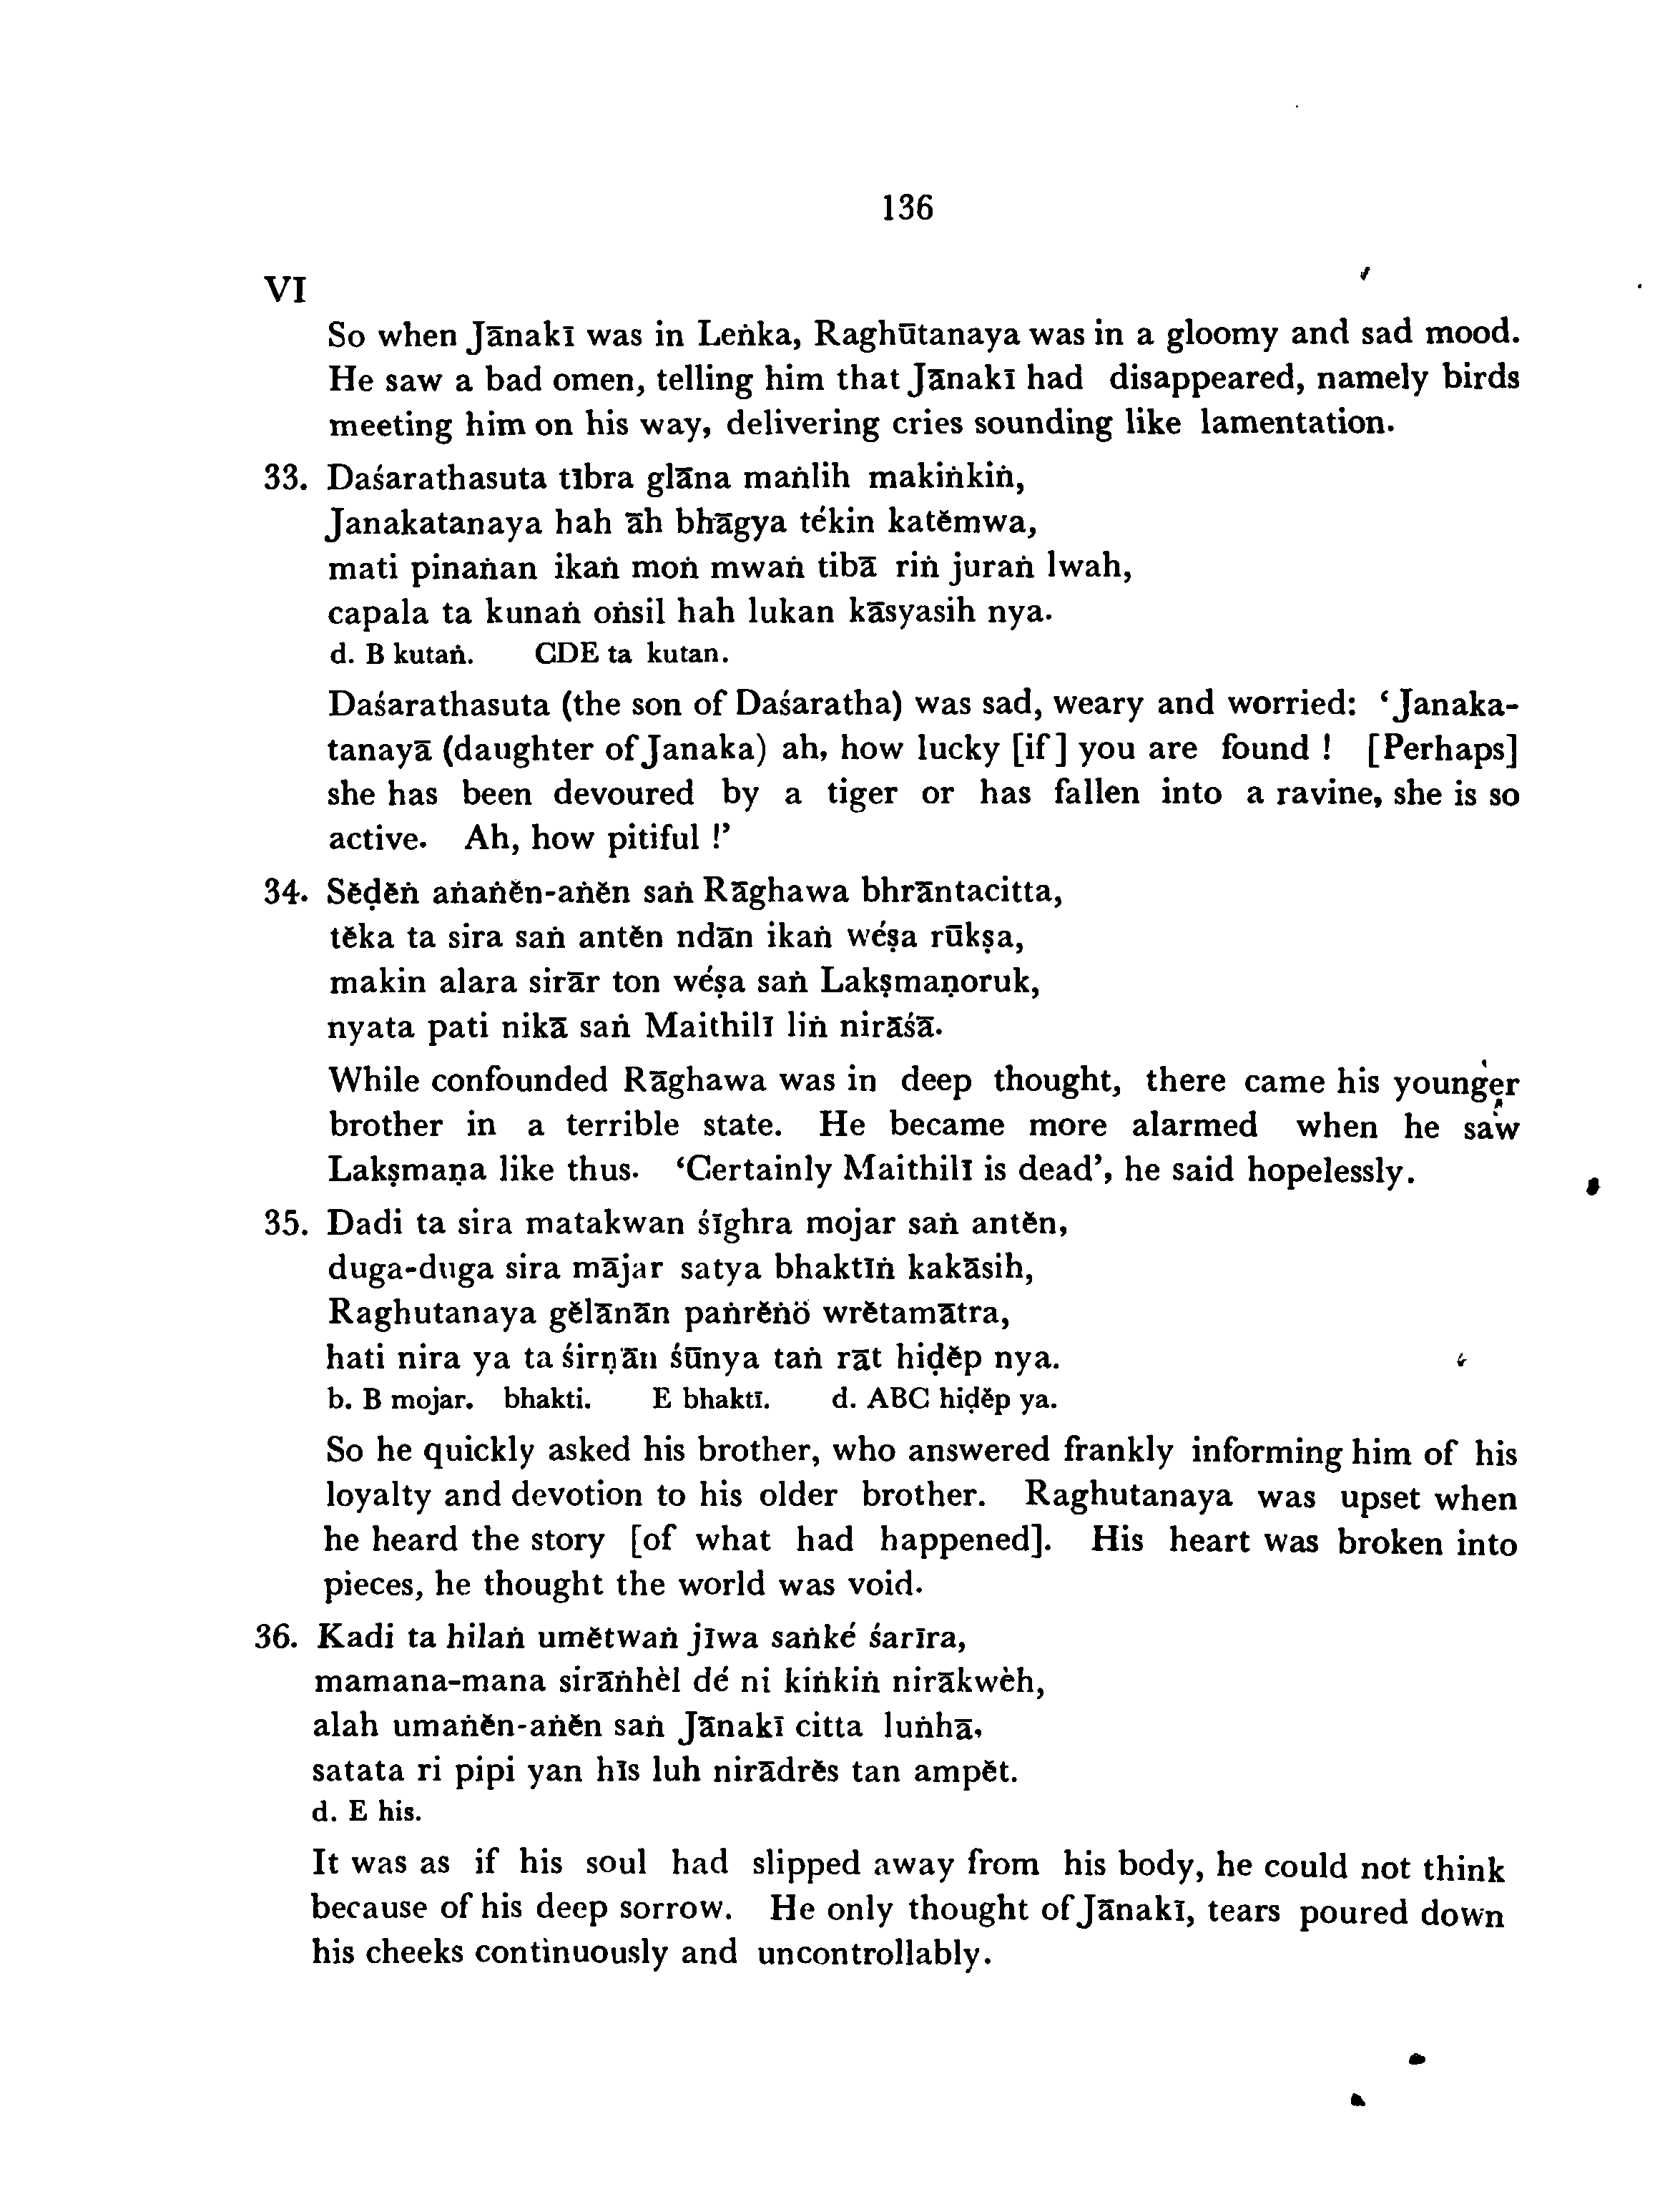 136
VI
So when Jānakī was in Leṅka, Raghūtanaya was in a gloomy and sad mood.
He saw a bad omen, telling him that Jānakī had disappeared, namely birds
meeting him on his way, delivering cries sounding like lamentation.
33. Daśarathasuta tībra glāna maṅlih makiṅkiṅ,
Janakatanaya hah āh bhāgya tékin katĕmwa,
mati pinaṅan ikaṅ moṅ mwaṅ tibā riṅ juraṅ lwah,
capala ta kunaṅ oṅsil hah lukan kāsyasih nya.
d. B kutaṅ. CDE ta kutan.
Daśarathasuta (the son of Daśaratha) was sad, weary and worried: ‘Janaka-
tanayā (daughter of Janaka) ah, how lucky [if] you are found ! [Perhaps]
she has been devoured by a tiger or has fallen into a ravine, she is so
active. Ah, how pitiful !’
34. Sĕḍĕṅ aṅaṅĕn-aṅĕn saṅ Rāghawa bhrāntacitta,
tĕka ta sira saṅ antĕn ndān ikaṅ wéṣa rūkṣa,
makin alara sirār ton wéṣa saṅ Lakṣmaṇoruk,
nyata pati nikā saṅ Maithilī liṅ nirāśā.
While confounded Rāghawa was in deep thought, there came his younger
brother in a terrible state. He became more alarmed when he saw
Lakṣmaṇa like thus. ‘Certainly Maithilī is dead’, he said hopelessly.
35. Dadi ta sira matakwan śīghra mojar saṅ antĕn,
duga-duga sira mājar satya bhaktīṅ kakāsih,
Raghutanaya gĕlānān paṅrĕṅö wrĕtamātra,
hati nira ya ta śirṇān śūnya taṅ rāt hiḍĕp nya.
b. B mojar. bhakti. E bhaktī. d. ABC hiḍĕp ya.
So he quickly asked his brother, who answered frankly informing him of his
loyalty and devotion to his older brother. Raghutanaya was upset when
he heard the story [of what had happened]. His heart was broken into
pieces, he thought the world was void.
36. Kadi ta hilaṅ umĕtwaṅ jīwa saṅké śarīra,
mamana-mana sirāṅhèl dé ni kiṅkiṅ nirākwèh,
alah umaṅĕn-aṅĕn saṅ Jānakī citta luṅhā,
satata ri pipi yan hīs luh nirādrĕs tan ampĕt.
d. E his.
It was as if his soul had slipped away from his body, he could not think
because of his deep sorrow. He only thought of Jānakī, tears poured down
his cheeks continuously and uncontrollably.